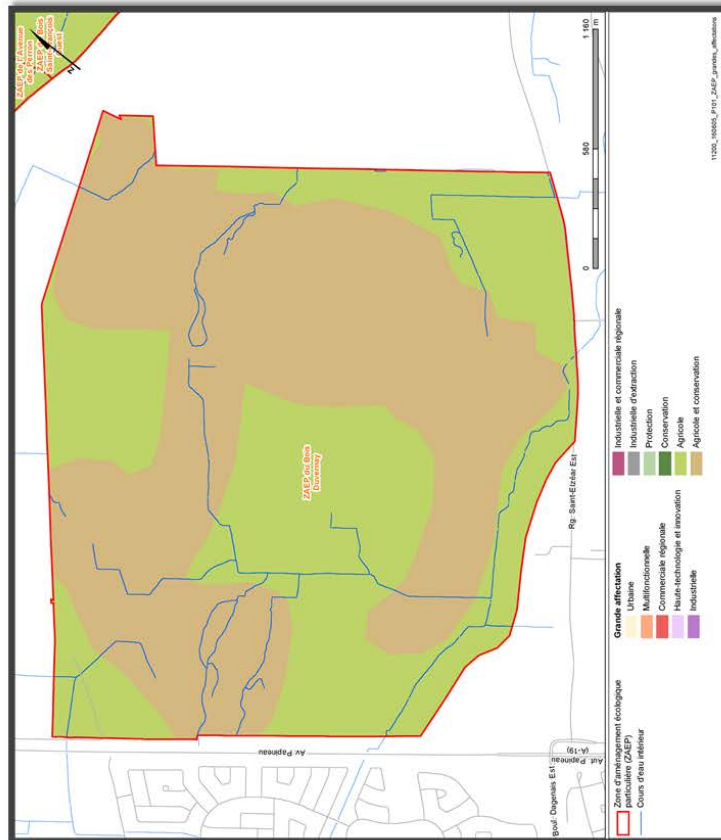 ZAEP de l'Avenue
des Perron
ZAEP du Bois
Saint-François
Ouest
N
ZAEP du Bois
Duvernay
Av. Papineau
Boul. Dagenais Est
Aut. Papineau
(A-19)
Rg. Saint-Elzéar Est
0 580 1 160
m
Zone d'aménagement écologique
particulière (ZAEP)
Cours d'eau intérieur
Grande affectation
Urbaine
Multifonctionnelle
Commerciale régionale
Haute-technologie et innovation
Industrielle
Industrielle et commerciale régionale
Industrielle d'extraction
Protection
Conservation
Agricole
Agricole et conservation
11200_160605_P101_ZAEP_grandes_affectations